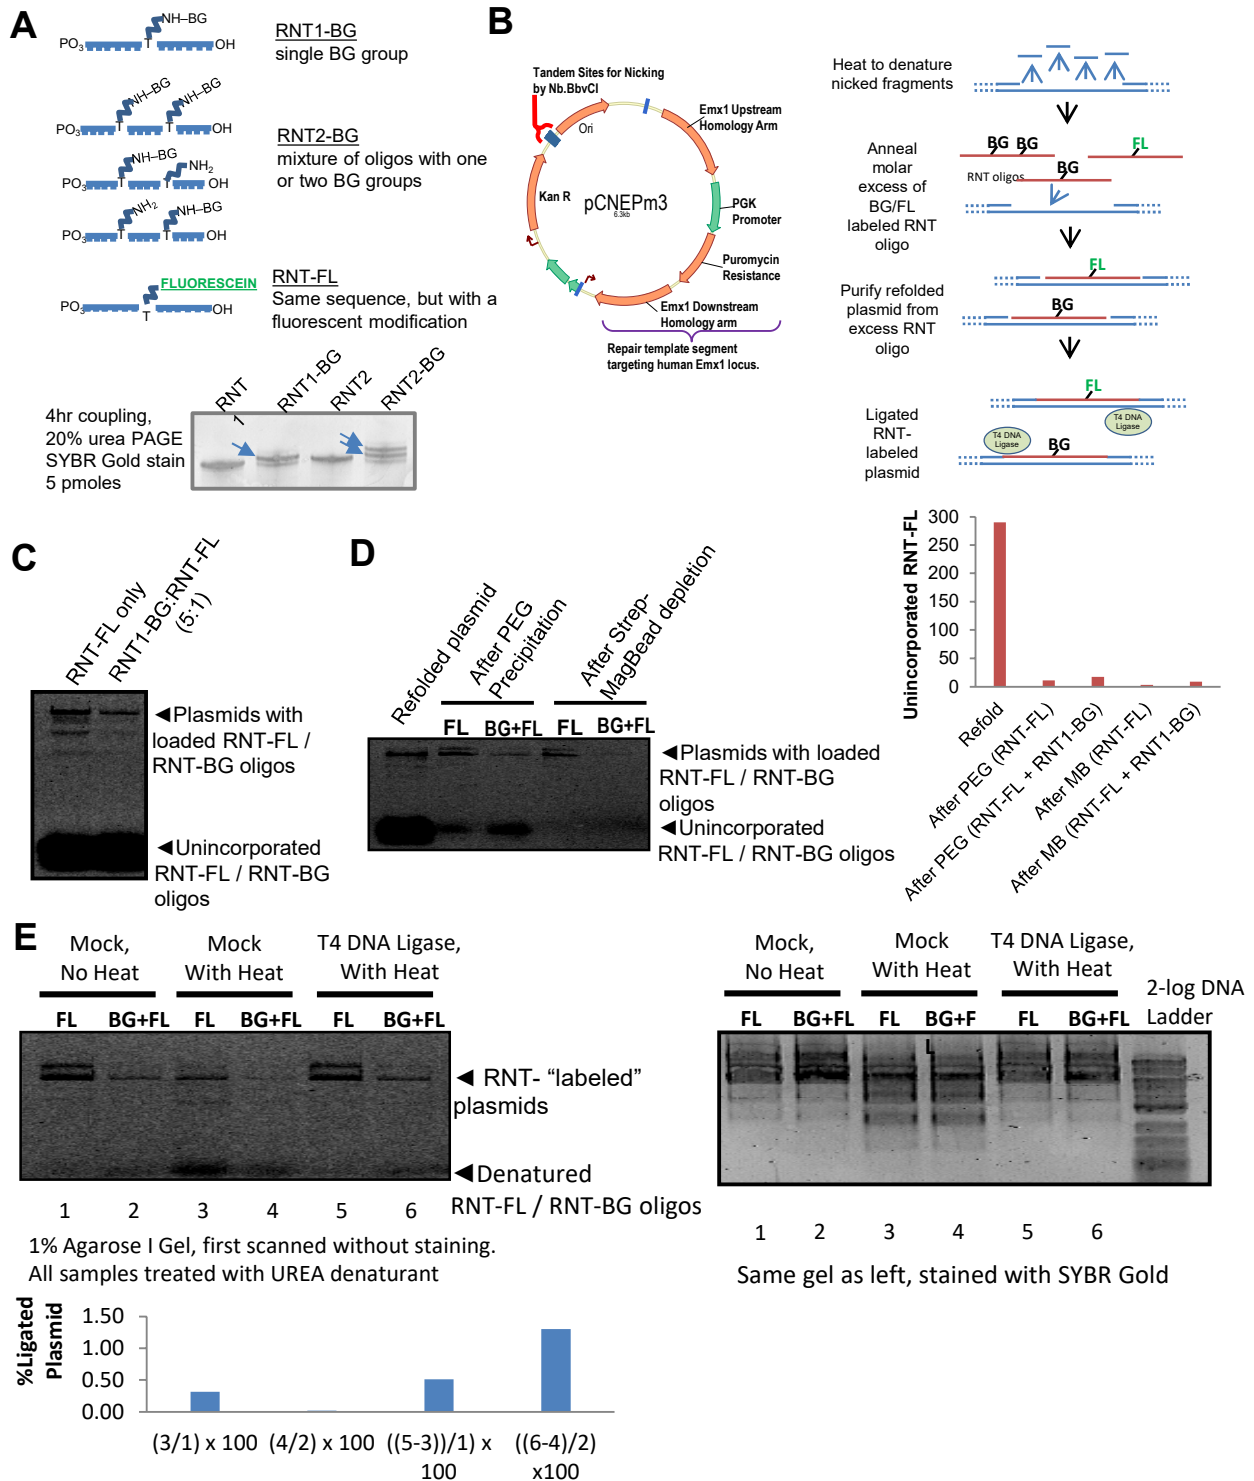 A
NH–BG
PO3
T
OH
RNT1-BG
single BG group
NH–BG
NH–BG
PO3
T
T
OH
NH–BG
NH2
PO3
T
T
OH
NH2
NH–BG
PO3
T
T
OH
RNT2-BG
mixture of oligos with one
or two BG groups
FLUORESCEIN
PO3
T
OH
RNT-FL
Same sequence, but with a
fluorescent modification
RNT
1
RNT1-BG
RNT2
RNT2-BG
4hr coupling,
20% urea PAGE
SYBR Gold stain
5 pmoles
B
Tandem Sites for Nicking
by Nb.BbvCI
Ori
Emx1 Upstream
Homology Arm
Kan R
pCNEPm3
6.3kb
PGK
Promoter
Puromycin
Resistance
Emx1 Downstream
Homology arm
Repair template segment
targeting human Emx1 locus.
Heat to denature
nicked fragments
Anneal
molar
excess of
BG/FL
labeled RNT
oligo
BG BG
FL
BG
RNT oligos
Purify refolded
plasmid from
excess RNT
oligo
FL
BG
Ligated
RNT-
labeled
plasmid
FL
T4 DNA
Ligase
T4 DNA
Ligase
BG
C
RNT-FL only
RNT1-BG:RNT-FL
(5:1)
◄Plasmids with
loaded RNT-FL /
RNT-BG oligos
◄Unincorporated
RNT-FL / RNT-BG
oligos
D
Refolded plasmid
After PEG
Precipitation
After Strep-
MagBead depletion
FL
BG+FL
FL
BG+FL
◄Plasmids with loaded
RNT-FL / RNT-BG
oligos
◄Unincorporated
RNT-FL / RNT-BG oligos
Unincorporated RNT-FL
300
250
200
150
100
50
0
Refold
After PEG (RNT-FL)
After PEG (RNT-FL + RNT1-BG)
After MB (RNT-FL)
After MB (RNT-FL + RNT1-BG)
E
Mock,
No Heat
Mock
With Heat
T4 DNA Ligase,
With Heat
FL
BG+FL
FL
BG+FL
FL
BG+FL
◄ RNT- “labeled”
plasmids
◄Denatured
RNT-FL / RNT-BG oligos
1 2 3 4 5 6
1% Agarose I Gel, first scanned without staining.
All samples treated with UREA denaturant
Mock,
No Heat
Mock
With Heat
T4 DNA Ligase,
With Heat
2-log DNA
Ladder
FL
BG+FL
FL
BG+F
L
FL
BG+FL
1 2 3 4 5 6
Same gel as left, stained with SYBR Gold
%Ligated
Plasmid
1.50
1.00
0.50
0.00
(3/1) x 100
(4/2) x 100
((5-3))/1) x
100
((6-4)/2)
x100